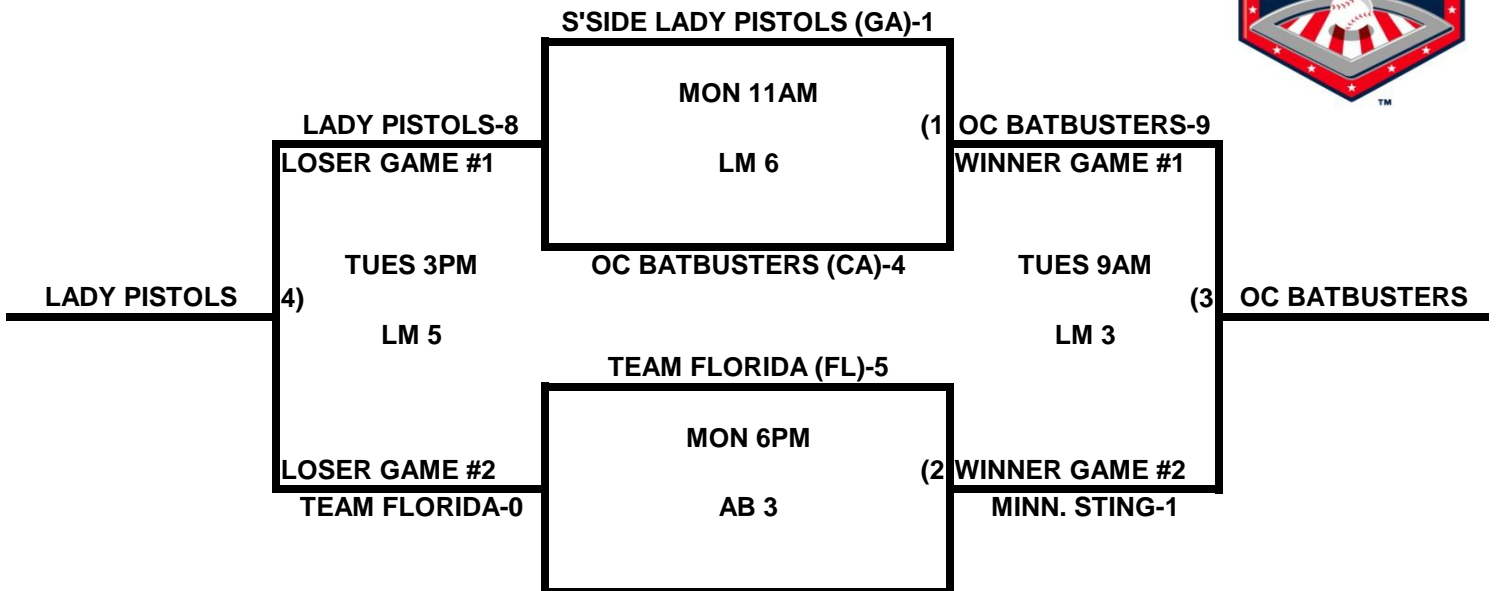 S'SIDE LADY PISTOLS (GA)-1
TM
MON 11AM
LADY PISTOLS-8
(1 OC BATBUSTERS-9
LOSER GAME #1
LM 6
WINNER GAME #1
TUES 3PM
OC BATBUSTERS (CA)-4
TUES 9AM
LADY PISTOLS
4)
(3
OC BATBUSTERS
LM 5
LM 3
TEAM FLORIDA (FL)-5
MON 6PM
LOSER GAME #2
(2 WINNER GAME #2
TEAM FLORIDA-0
AB 3
MINN. STING-1